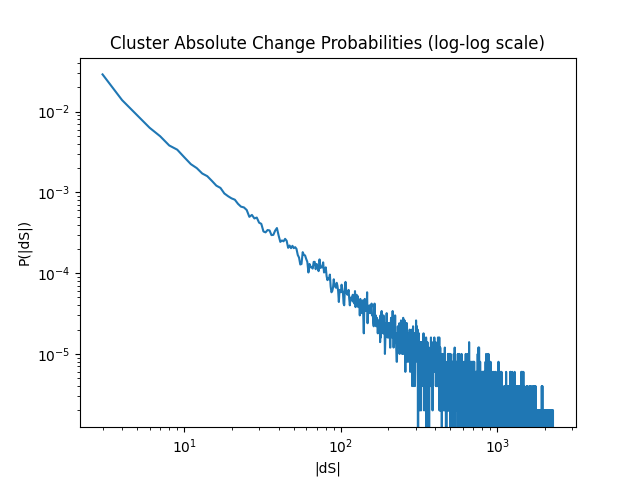 Cluster Absolute Change Probabilities (log-log scale)
P(|dS|)
10⁻²
10⁻³
10⁻⁴
10⁻⁵
10¹
10²
10³
|dS|